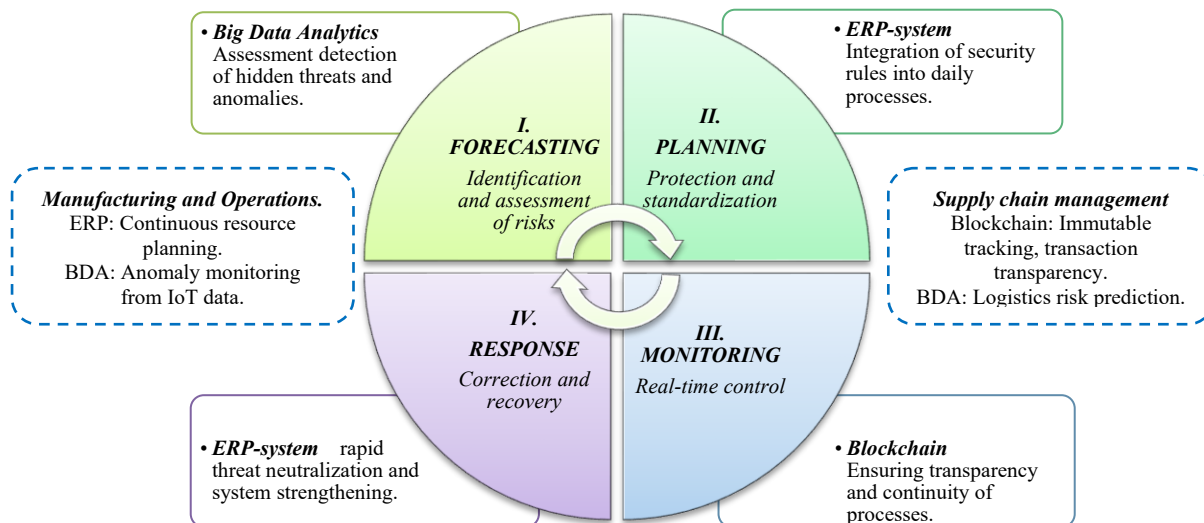 • Big Data Analytics
Assessment detection
of hidden threats and
anomalies.
• ERP-system
Integration of security
rules into daily
processes.
I.
FORECASTING
Identification
and assessment
of risks
II.
PLANNING
Protection and
standardization
Manufacturing and Operations.
ERP: Continuous resource
planning.
BDA: Anomaly monitoring
from IoT data.
Supply chain management
Blockchain: Immutable
tracking, transaction
transparency.
BDA: Logistics risk prediction.
IV.
RESPONSE
Correction and
recovery
III.
MONITORING
Real-time control
• ERP-system rapid
threat neutralization and
system strengthening.
• Blockchain
Ensuring transparency
and continuity of
processes.